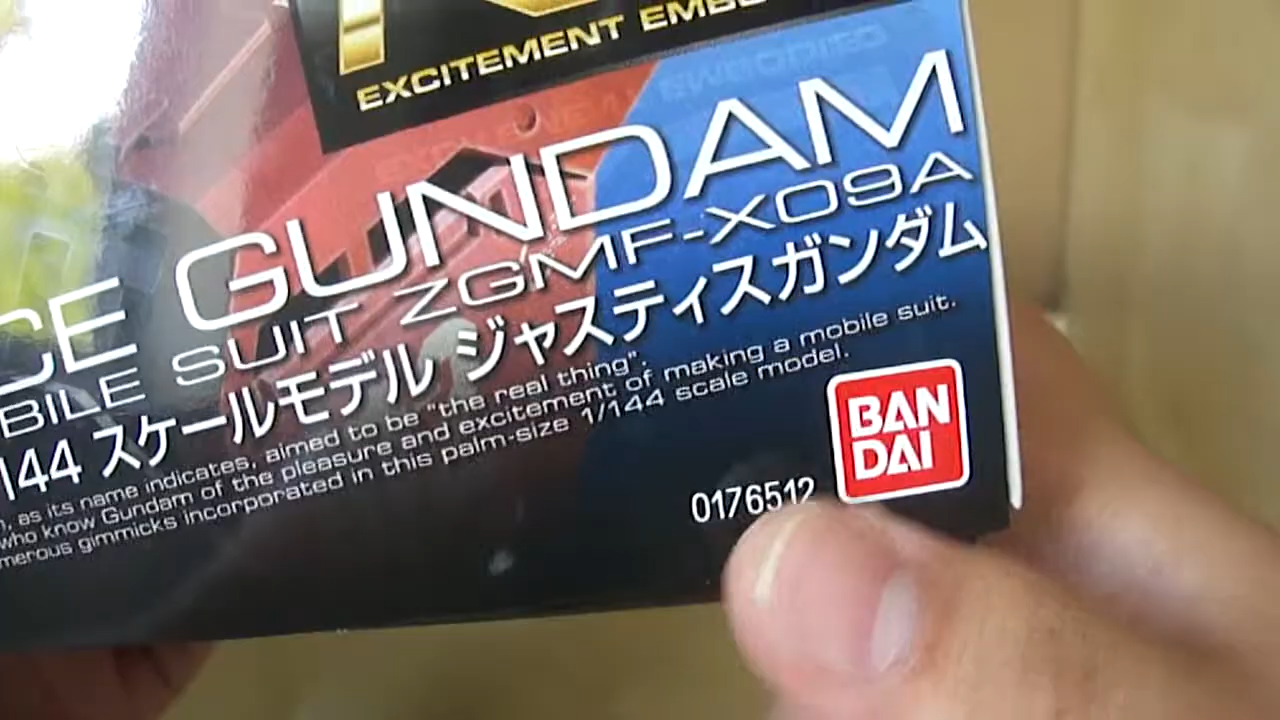 EXCITEMENT EMBO
CE GUNDAM
BILE SUIT ZGMF-X09A
144 スケールモデル ジャスティスガンダム
, as its name indicates, aimed to be "the real thing".
who know Gundam of the pleasure and excitement of making a mobile suit.
merous gimmicks incorporated in this palm-size 1/144 scale model.
BAN
DAI
0176512